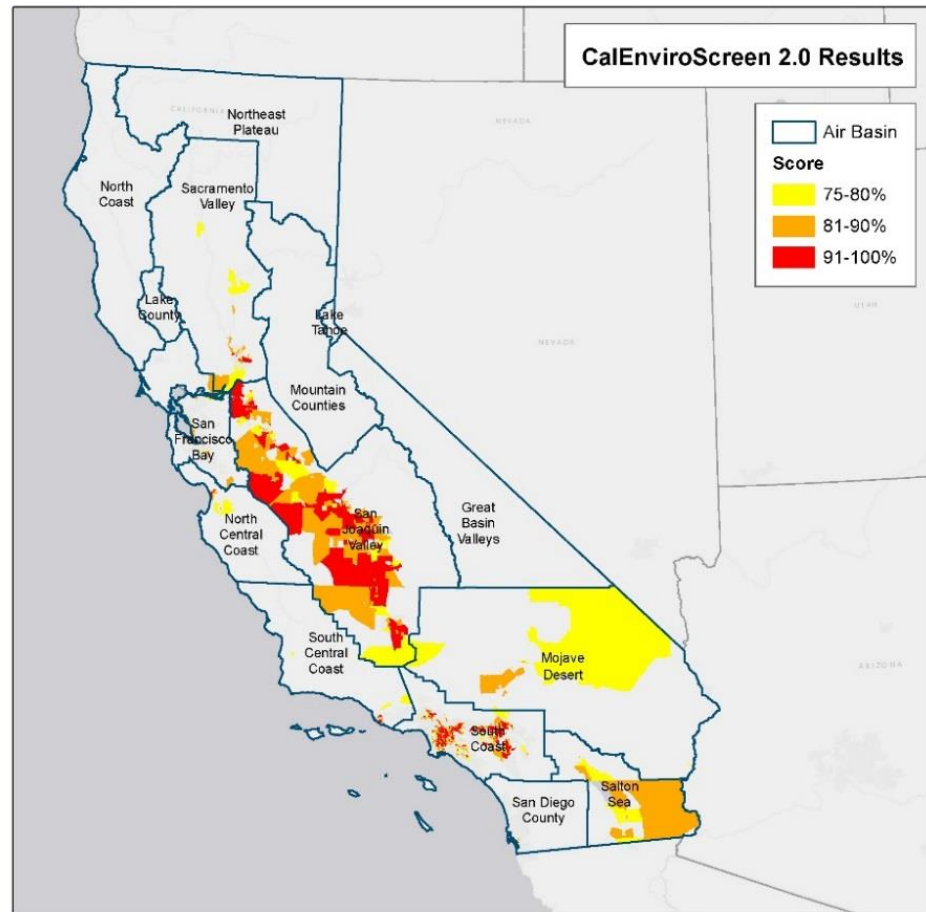 CalEnviroScreen 2.0 Results
Air Basin
Score
75-80%
81-90%
91-100%
CALIFORNIA
Northeast
Plateau
NEVADA
North
Coast
Sacramento
Valley
Lake
County
Lake
Tahoe
UTAH
NEVADA
Mountain
Counties
San
Francisco
Bay
North
Central
Coast
San
Joaquin
Valley
Great
Basin
Valleys
South
Central
Coast
Mojave
Desert
ARIZONA
South
Coast
San Diego
County
Salton
Sea